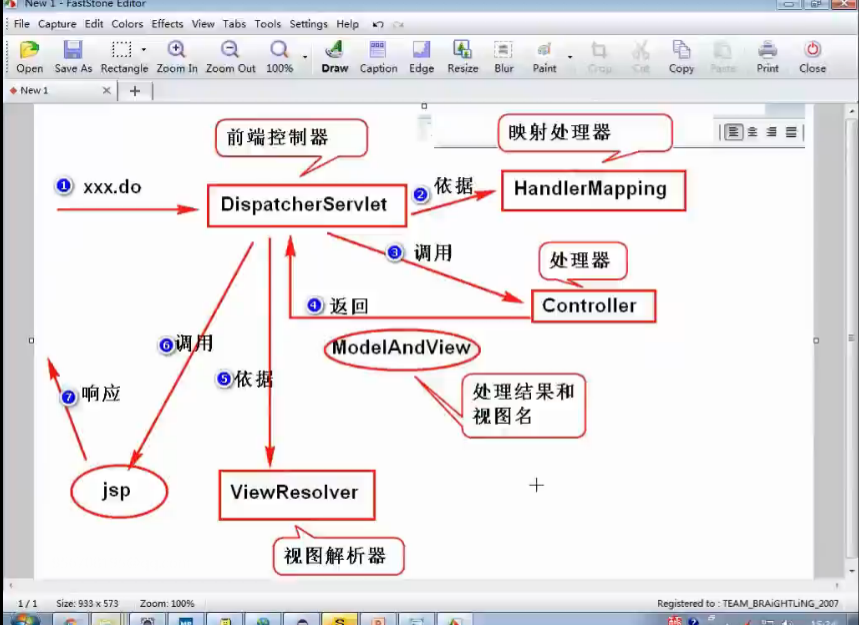 New 1 - FastStone Editor
File Capture Edit Colors Effects View Tabs Tools Settings Help
Open Save As Rectangle Zoom In Zoom Out 100% Draw Caption Edge Resize Blur Paint Crop Cut Copy Paste Print Close
New 1
前端控制器
映射处理器
1 xxx.do
DispatcherServlet
2 依据
HandlerMapping
3 调用
处理器
4 返回
Controller
6 调用
ModelAndView
5 依据
7 响应
处理结果和
视图名
jsp
ViewResolver
视图解析器
1 / 1 Size: 933 x 573 Zoom: 100% Registered to : TEAM_BRAiGHTLiNG_2007